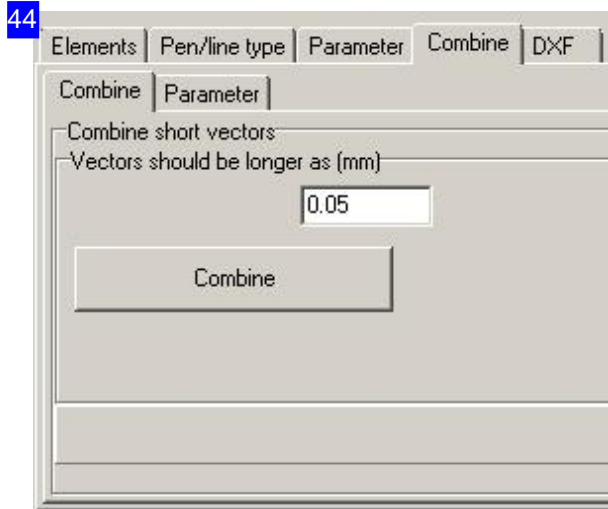 44
Elements Pen/line type Parameter Combine DXF
Combine Parameter
Combine short vectors
Vectors should be longer as (mm)
0.05
Combine